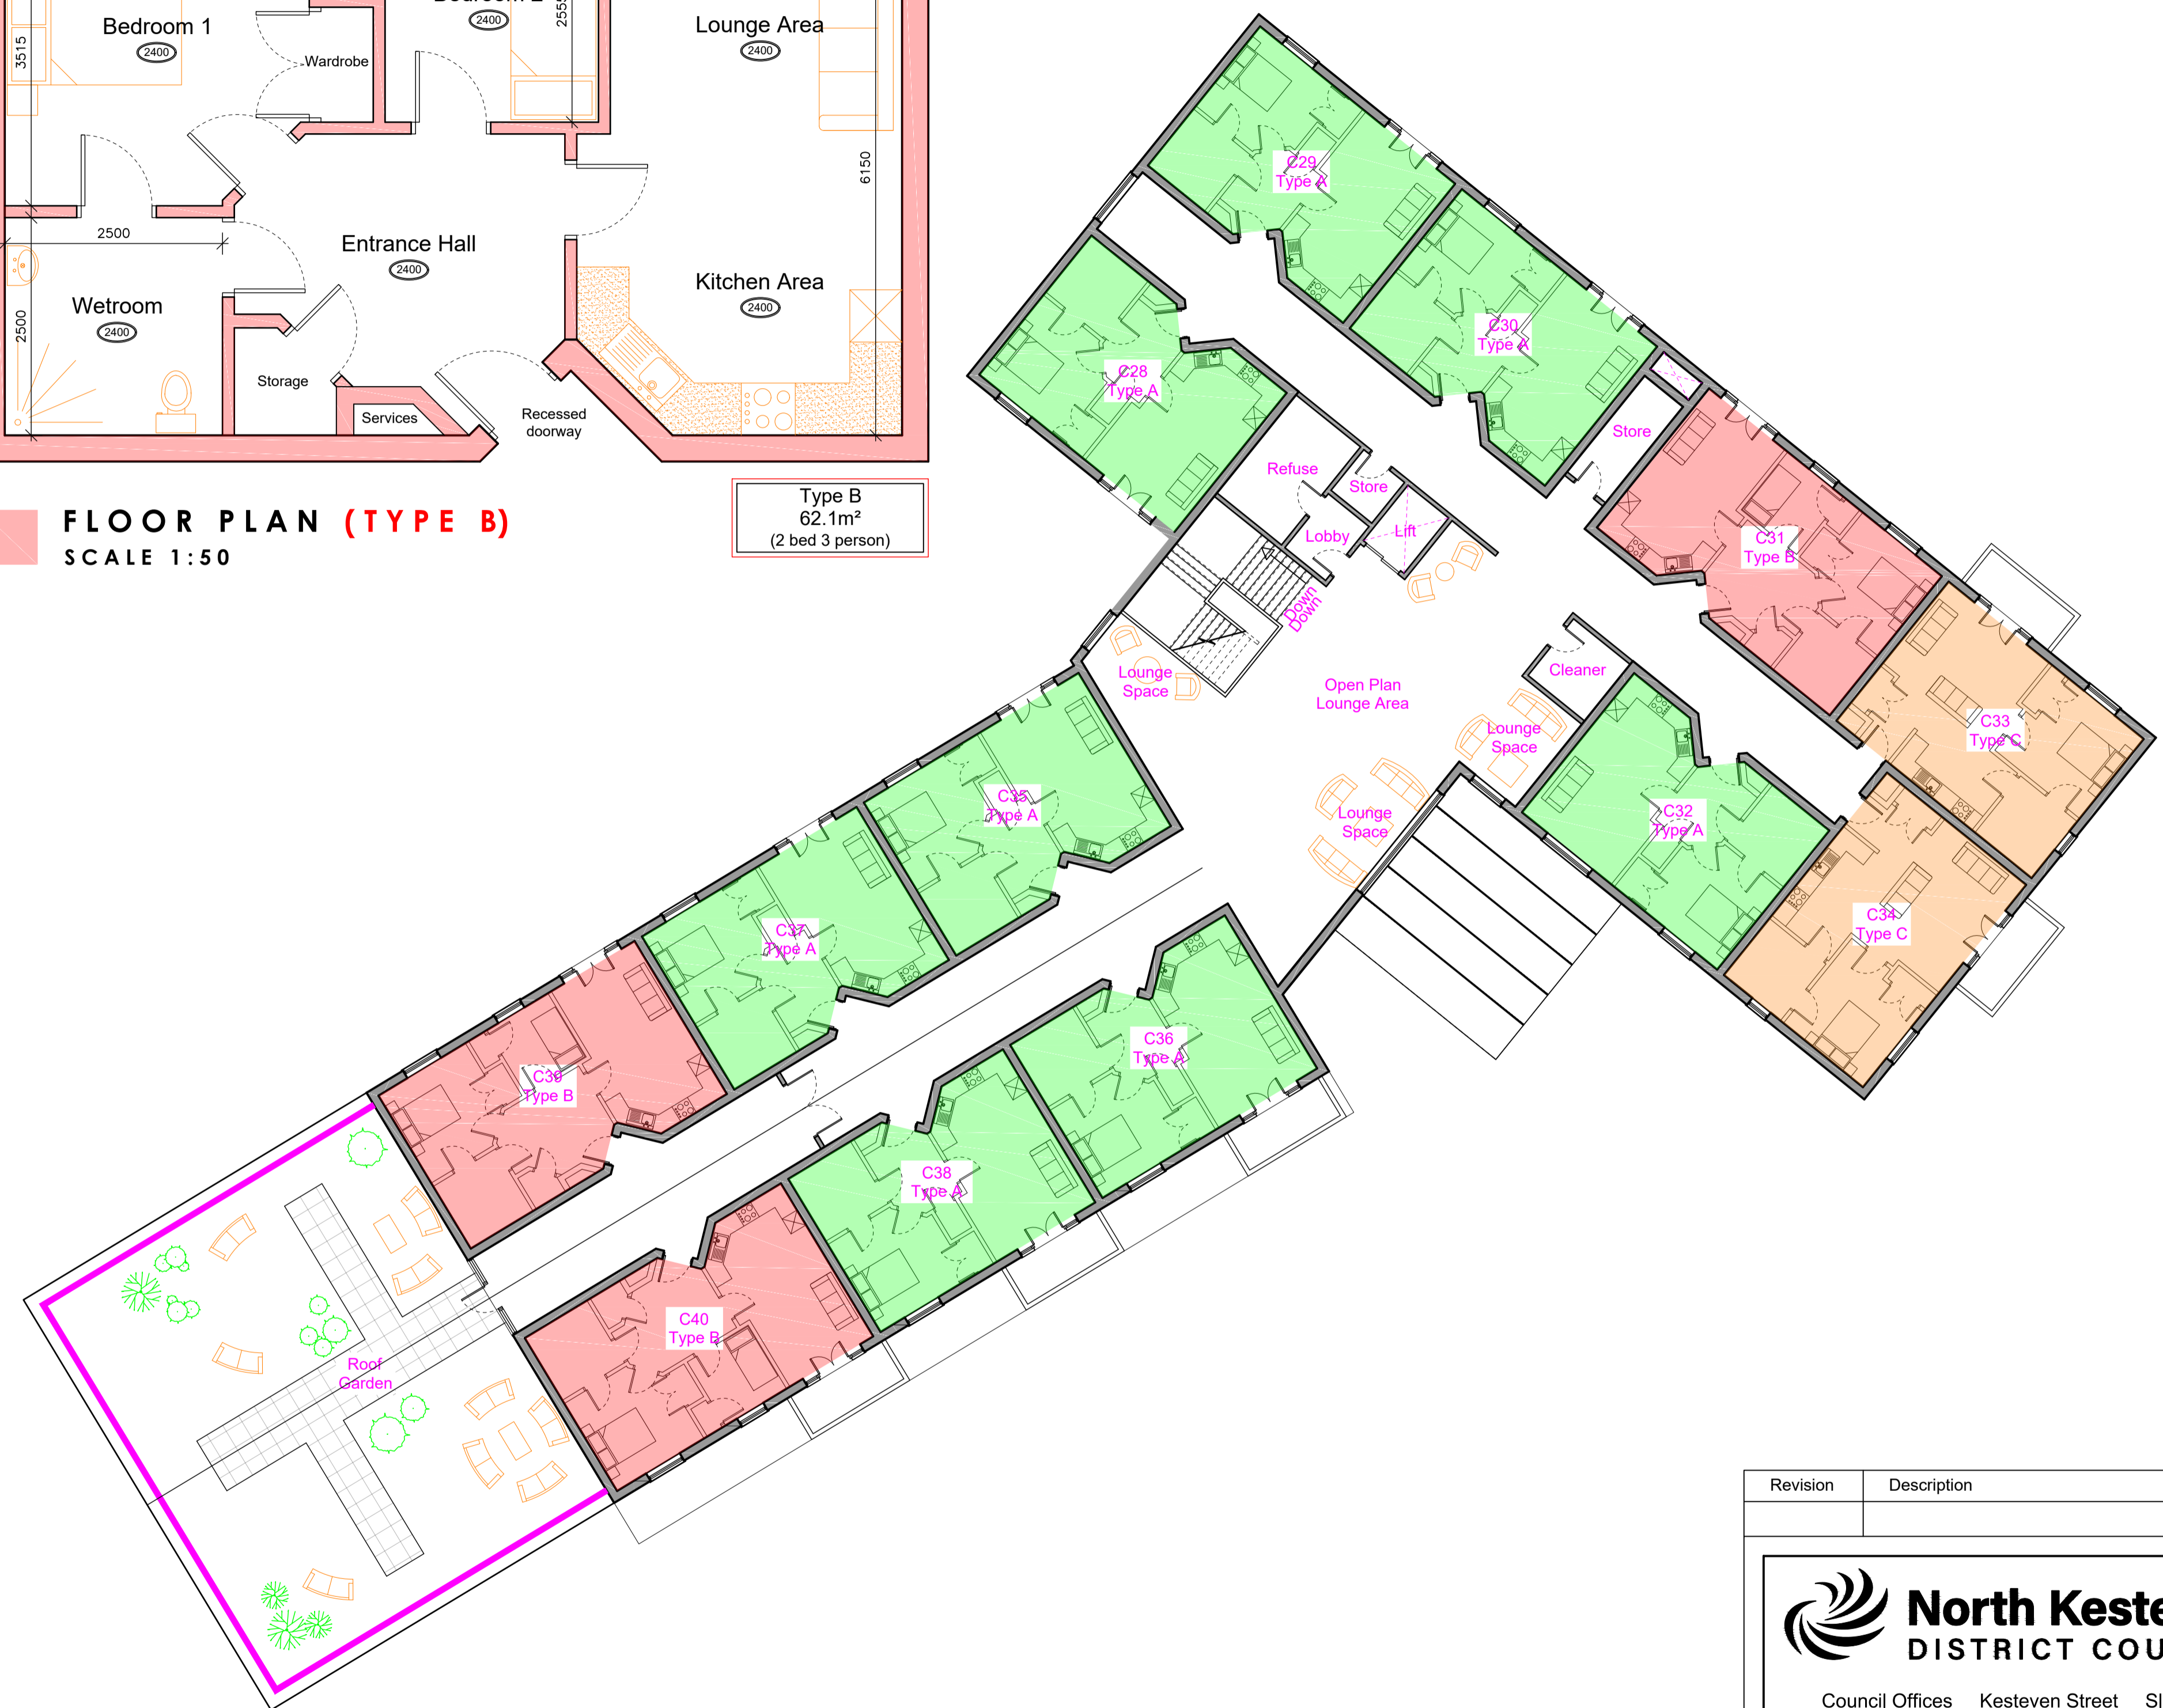 Bedroom 1
2400
3515
Wardrobe
Bedroom 2
2400
2555
Lounge Area
2400
6150
2500
Entrance Hall
2400
Kitchen Area
2400
Wetroom
2400
2500
Storage
Services
Recessed
doorway
FLOOR PLAN (TYPE B)
SCALE 1:50
Type B
62.1m²
(2 bed 3 person)
C29
Type A
C30
Type A
C28
Type A
Refuse
Store
Lobby
Lift
Store
C31
Type B
Down
Down
Lounge
Space
Open Plan
Lounge Area
Cleaner
Lounge
Space
Lounge
Space
C33
Type C
C32
Type A
C34
Type C
C35
Type A
C37
Type A
C36
Type A
C39
Type B
C38
Type A
C40
Type B
Roof
Garden
Revision
Description
North Keste
DISTRICT COU
Council Offices Kesteven Street Sl